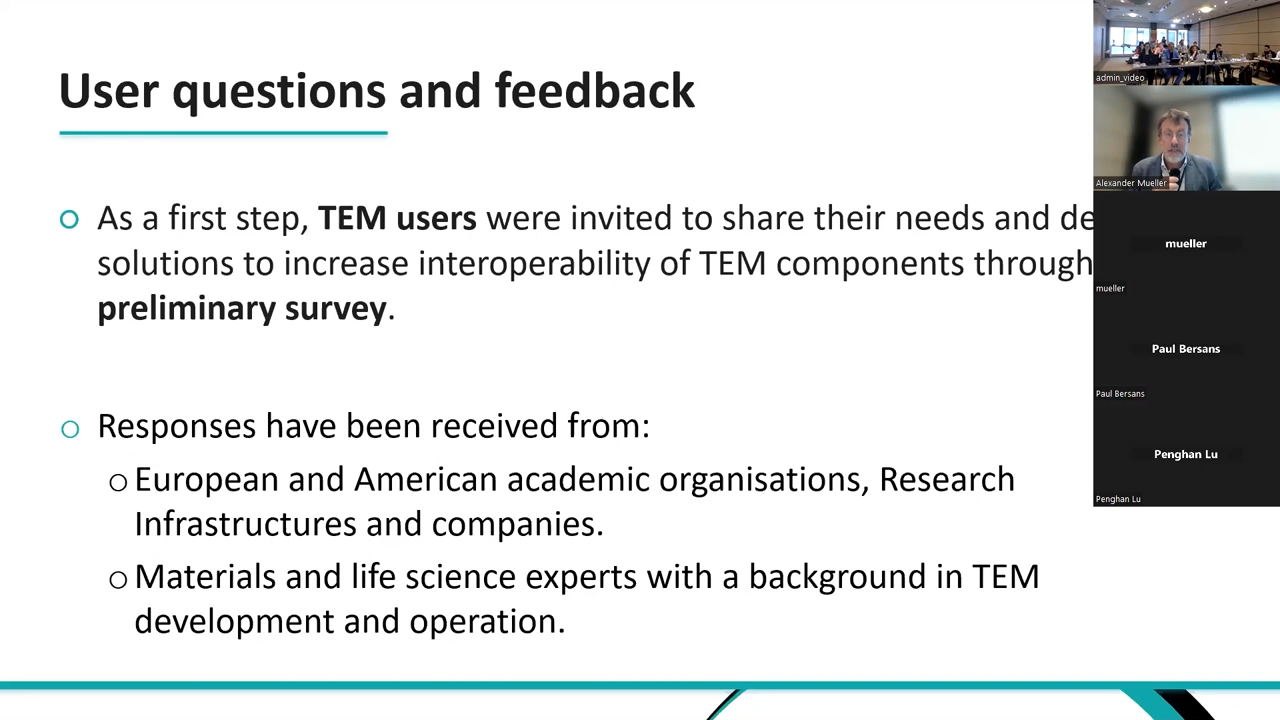 User questions and feedback
As a first step, TEM users were invited to share their needs and de
solutions to increase interoperability of TEM components through
preliminary survey.
Responses have been received from:
European and American academic organisations, Research
Infrastructures and companies.
Materials and life science experts with a background in TEM
development and operation.
admin_video
Alexander Mueller
mueller
mueller
Paul Bersans
Paul Bersans
Penghan Lu
Penghan Lu